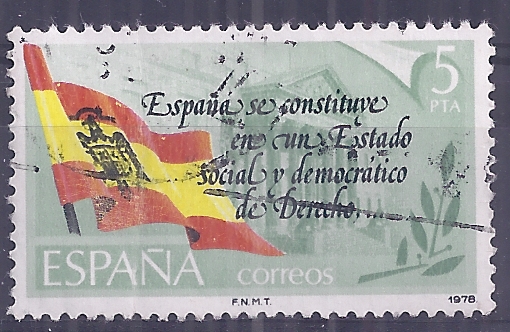 5
PTA
España se constituye
en un Estado
social y democrático
de Derecho.
ESPAÑA correos
F.N.M.T. 1978